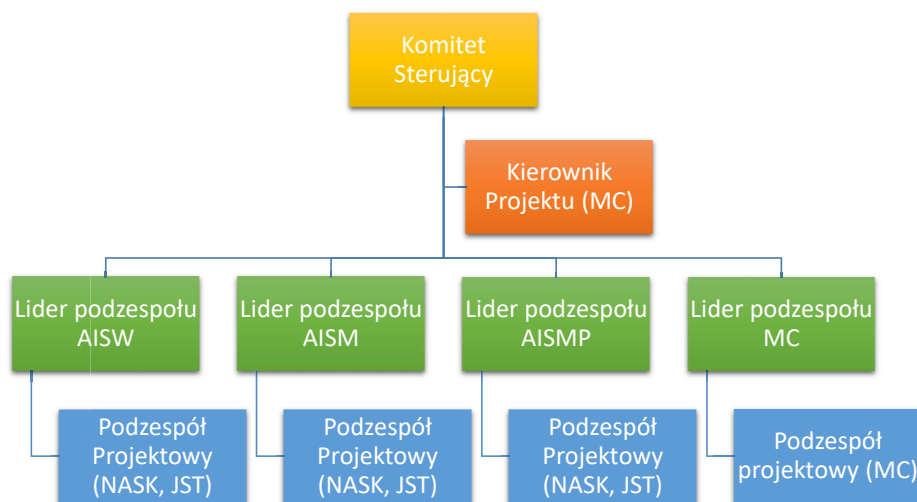 Komitet
Sterujący
Kierownik
Projektu (MC)
Lider podzespołu
AISW
Lider podzespołu
AISM
Lider podzespołu
AISMP
Lider podzespołu
MC
Podzespół
Projektowy
(NASK, JST)
Podzespół
Projektowy
(NASK, JST)
Podzespół
Projektowy
(NASK, JST)
Podzespół
projektowy (MC)